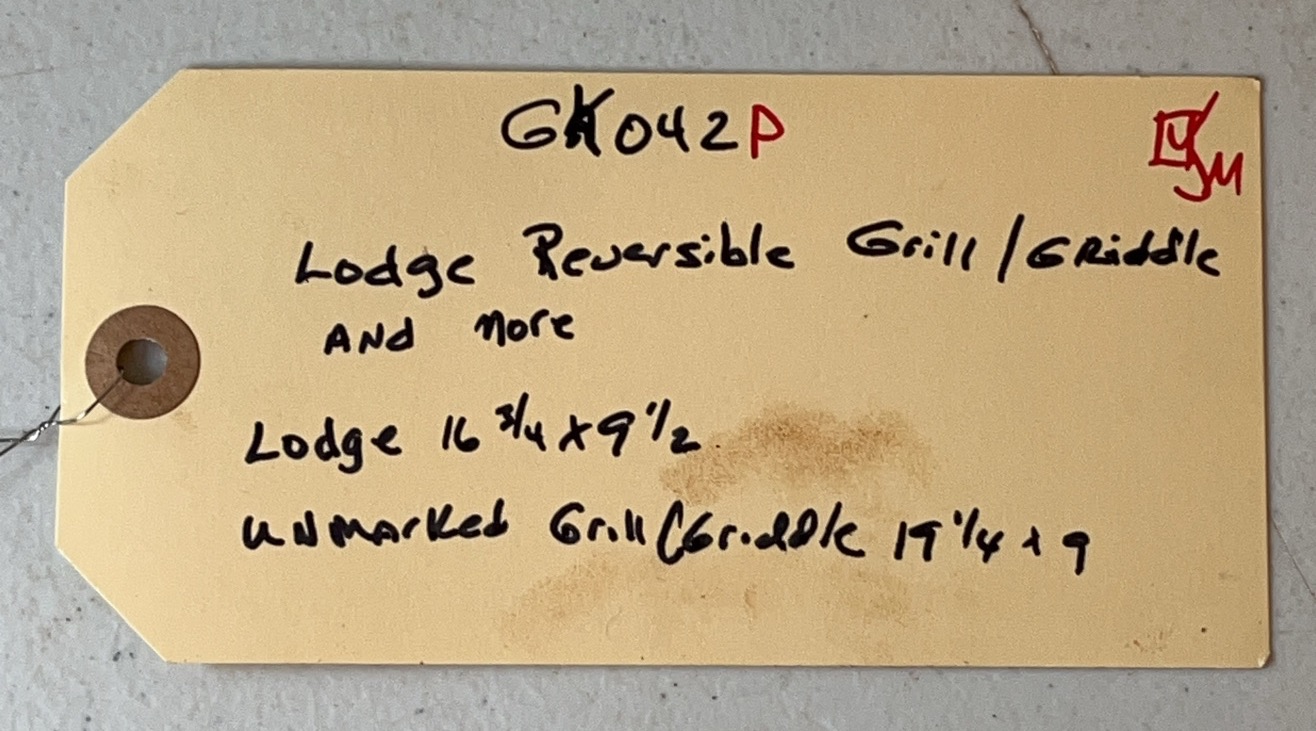 GK042P
Lodge Reversible Grill/Griddle
And more
Lodge 16 3/4 x 9 1/2
Unmarked Grill/Griddle 19 1/4 x 9